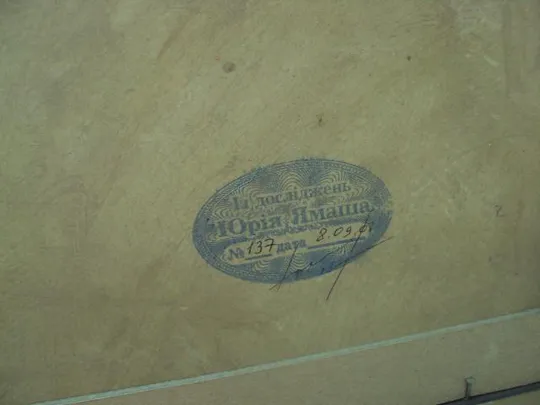 Із досліджень
Юрія Ямаша
№ 137 дата 8.09.